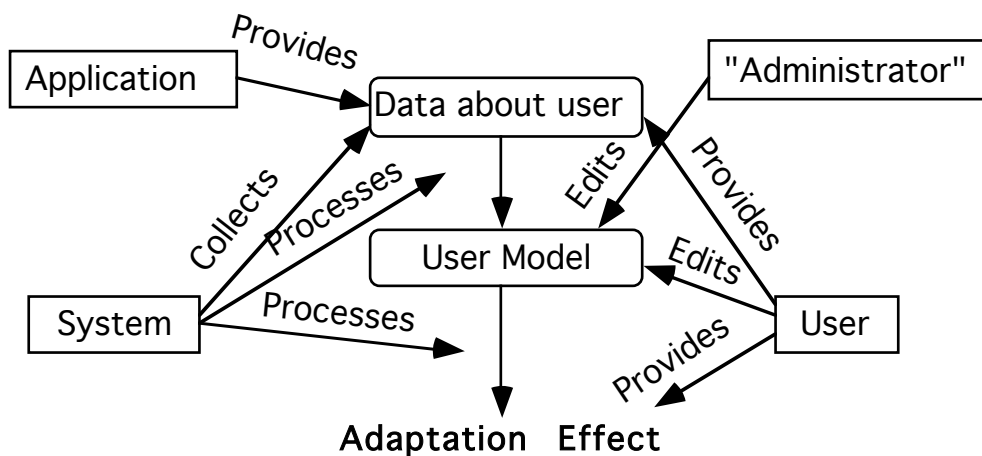 Provides
Application
"Administrator"
Data about user
Collects
Processes
Edits
Provides
User Model
Edits
System
Processes
User
Provides
Adaptation Effect